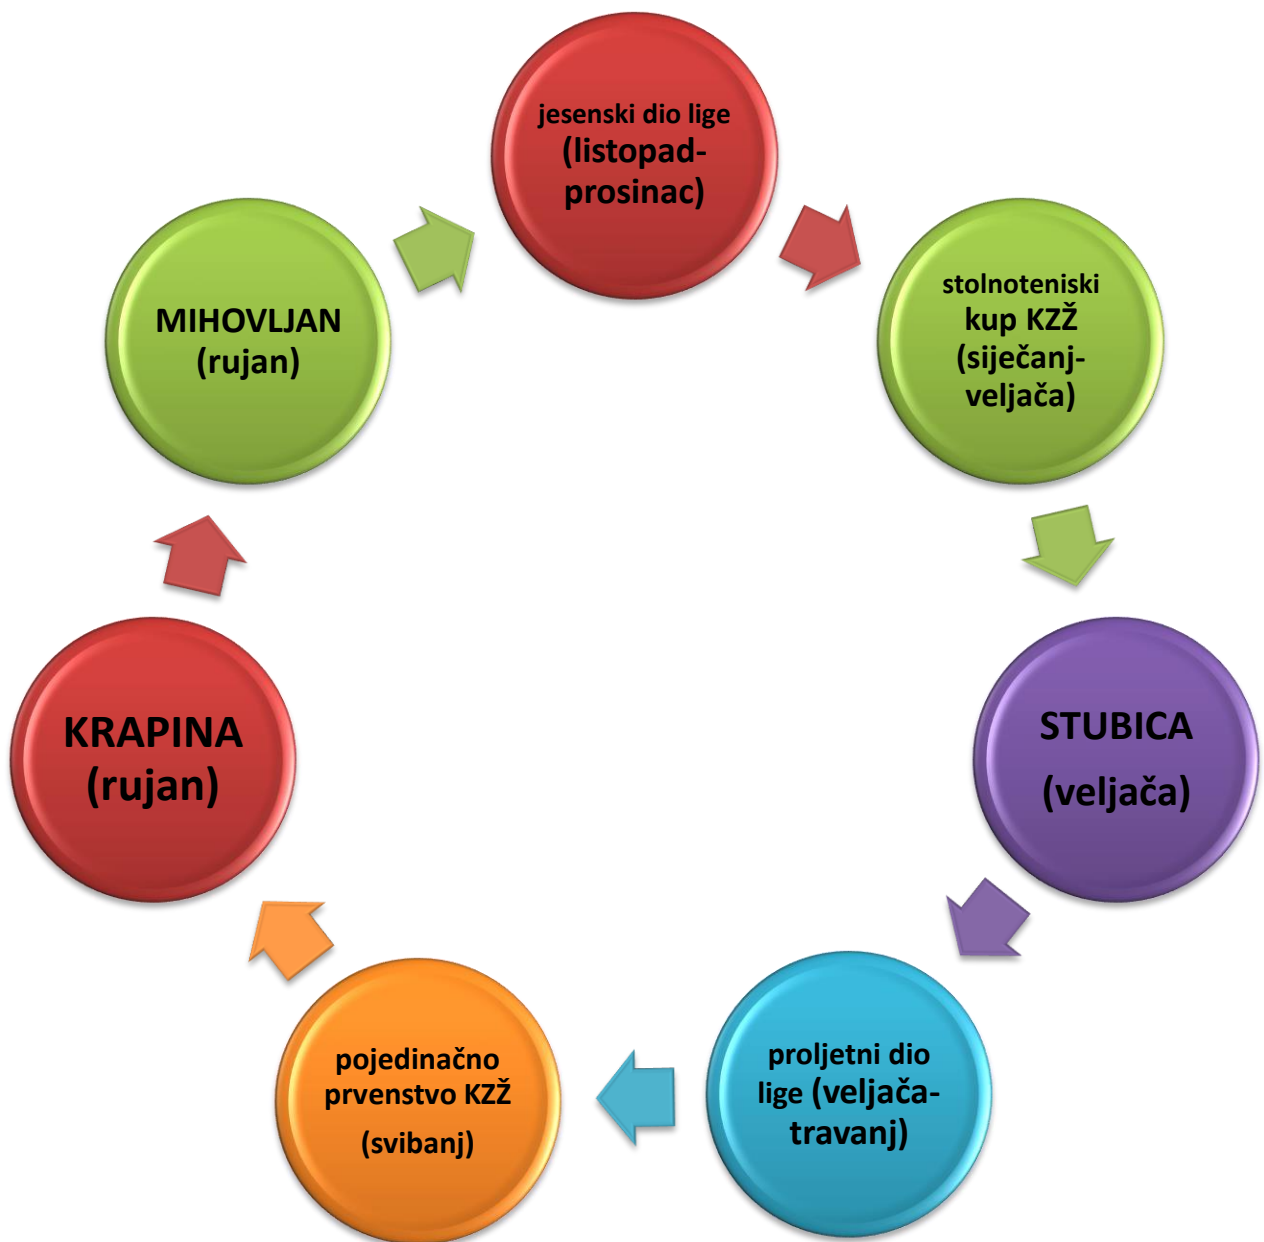 jesenski dio lige
(listopad-
prosinac)
stolnoteniski
kup KZŽ
(siječanj-
veljača)
STUBICA
(veljača)
proljetni dio
lige (veljača-
travanj)
pojedinačno
prvenstvo KZŽ
(svibanj)
KRAPINA
(rujan)
MIHOVLJAN
(rujan)